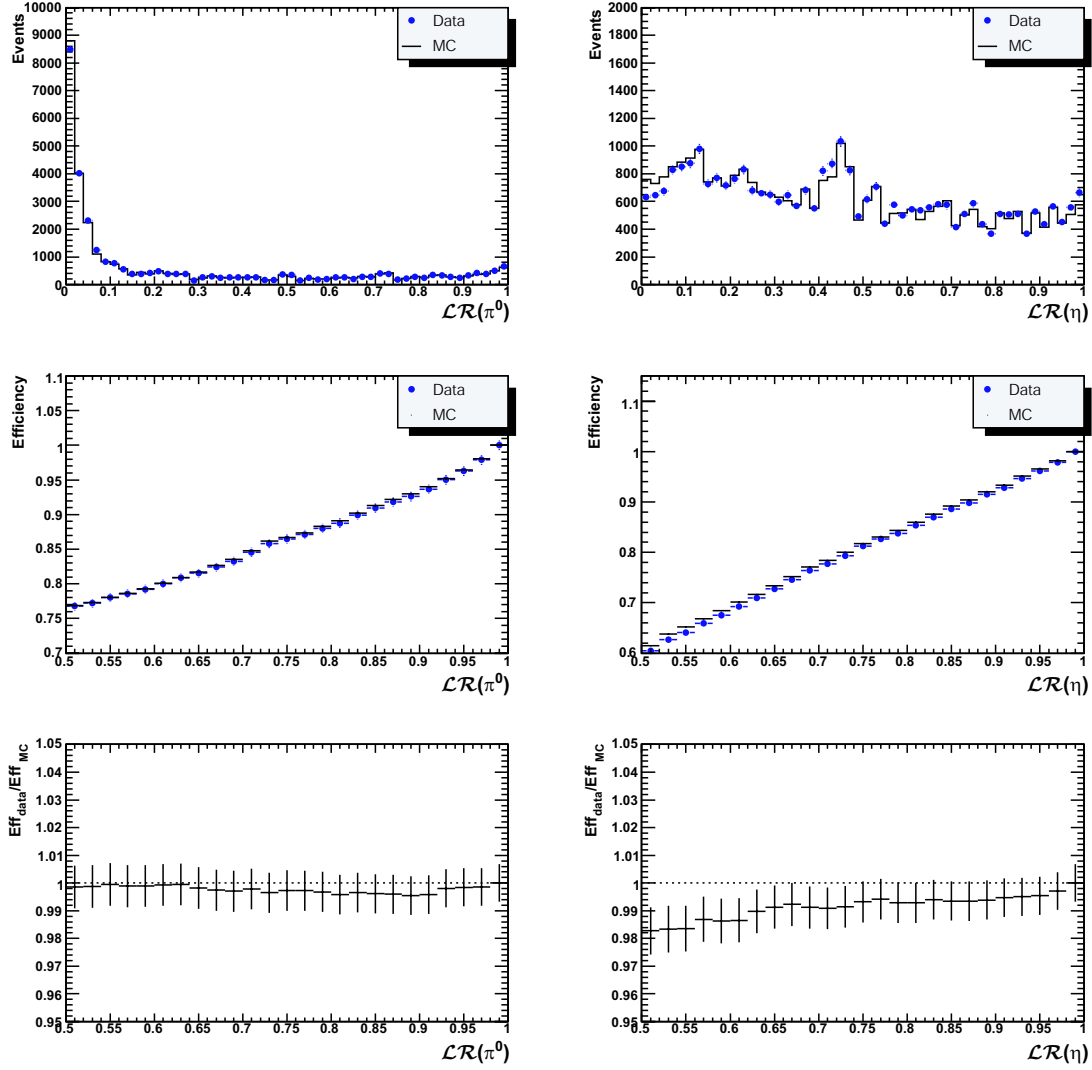 Events
10000
9000
8000
7000
6000
5000
4000
3000
2000
1000
0
0 0.1 0.2 0.3 0.4 0.5 0.6 0.7 0.8 0.9 1
Data
MC
ℒℛ(π⁰)
Events
2000
1800
1600
1400
1200
1000
800
600
400
200
0
0 0.1 0.2 0.3 0.4 0.5 0.6 0.7 0.8 0.9 1
Data
MC
ℒℛ(η)
Efficiency
1.1
1.05
1
0.95
0.9
0.85
0.8
0.75
0.7
0.5 0.55 0.6 0.65 0.7 0.75 0.8 0.85 0.9 0.95 1
Data
MC
ℒℛ(π⁰)
Efficiency
1.1
1
0.9
0.8
0.7
0.6
0.5 0.55 0.6 0.65 0.7 0.75 0.8 0.85 0.9 0.95 1
Data
MC
ℒℛ(η)
Eff_data/Eff_MC
1.05
1.04
1.03
1.02
1.01
1
0.99
0.98
0.97
0.96
0.95
0.5 0.55 0.6 0.65 0.7 0.75 0.8 0.85 0.9 0.95 1
ℒℛ(π⁰)
Eff_data/Eff_MC
1.05
1.04
1.03
1.02
1.01
1
0.99
0.98
0.97
0.96
0.95
0.5 0.55 0.6 0.65 0.7 0.75 0.8 0.85 0.9 0.95 1
ℒℛ(η)